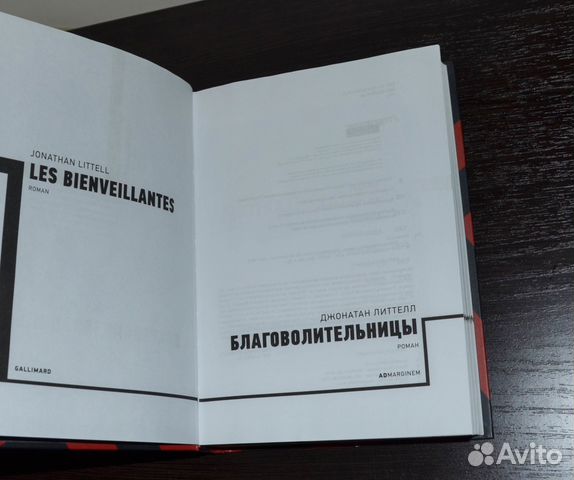 JONATHAN LITTELL
LES BIENVEILLANTES
ROMAN
GALLIMARD
ДЖОНАТАН ЛИТТЕЛЛ
БЛАГОВОЛИТЕЛЬНИЦЫ
РОМАН
ADMARGINEM
Avito